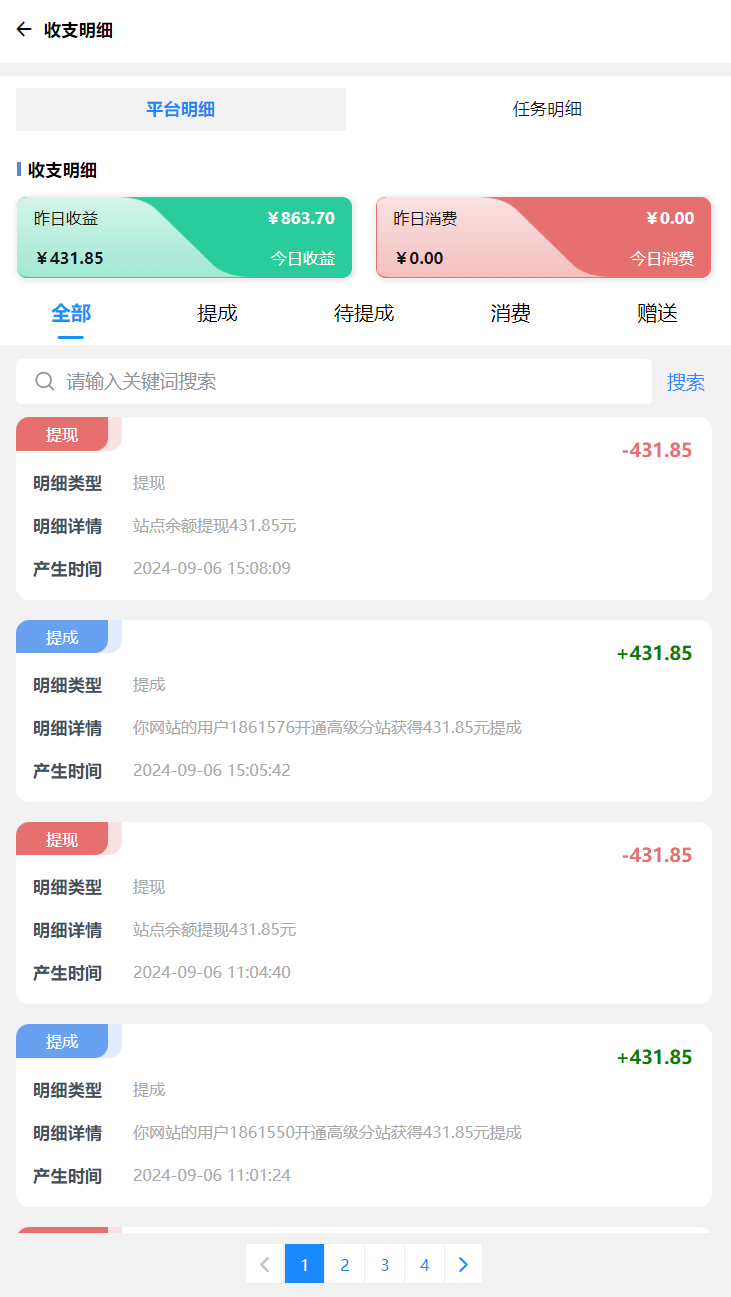 收支明细
平台明细 任务明细
收支明细
昨日收益 ¥863.70 昨日消费 ¥0.00
¥431.85 今日收益 ¥0.00 今日消费
全部 提成 待提成 消费 赠送
请输入关键词搜索 搜索
提现
-431.85
明细类型 提现
明细详情 站点余额提现431.85元
产生时间 2024-09-06 15:08:09
提成
+431.85
明细类型 提成
明细详情 你网站的用户1861576开通高级分站获得431.85元提成
产生时间 2024-09-06 15:05:42
提现
-431.85
明细类型 提现
明细详情 站点余额提现431.85元
产生时间 2024-09-06 11:04:40
提成
+431.85
明细类型 提成
明细详情 你网站的用户1861550开通高级分站获得431.85元提成
产生时间 2024-09-06 11:01:24
1 2 3 4